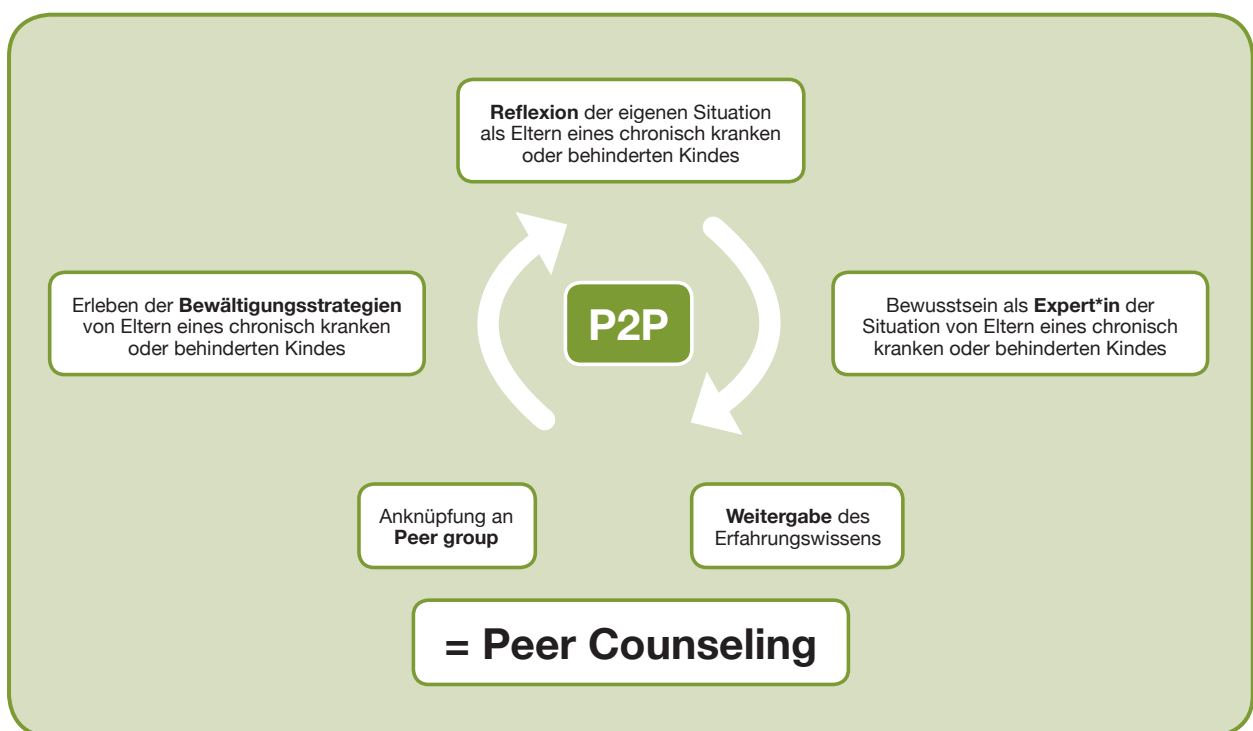 Reflexion der eigenen Situation
als Eltern eines chronisch kranken
oder behinderten Kindes
Erleben der Bewältigungsstrategien
von Eltern eines chronisch kranken
oder behinderten Kindes
P2P
Bewusstsein als Expert*in der
Situation von Eltern eines chronisch
kranken oder behinderten Kindes
Anknüpfung an
Peer group
Weitergabe des
Erfahrungswissens
= Peer Counseling